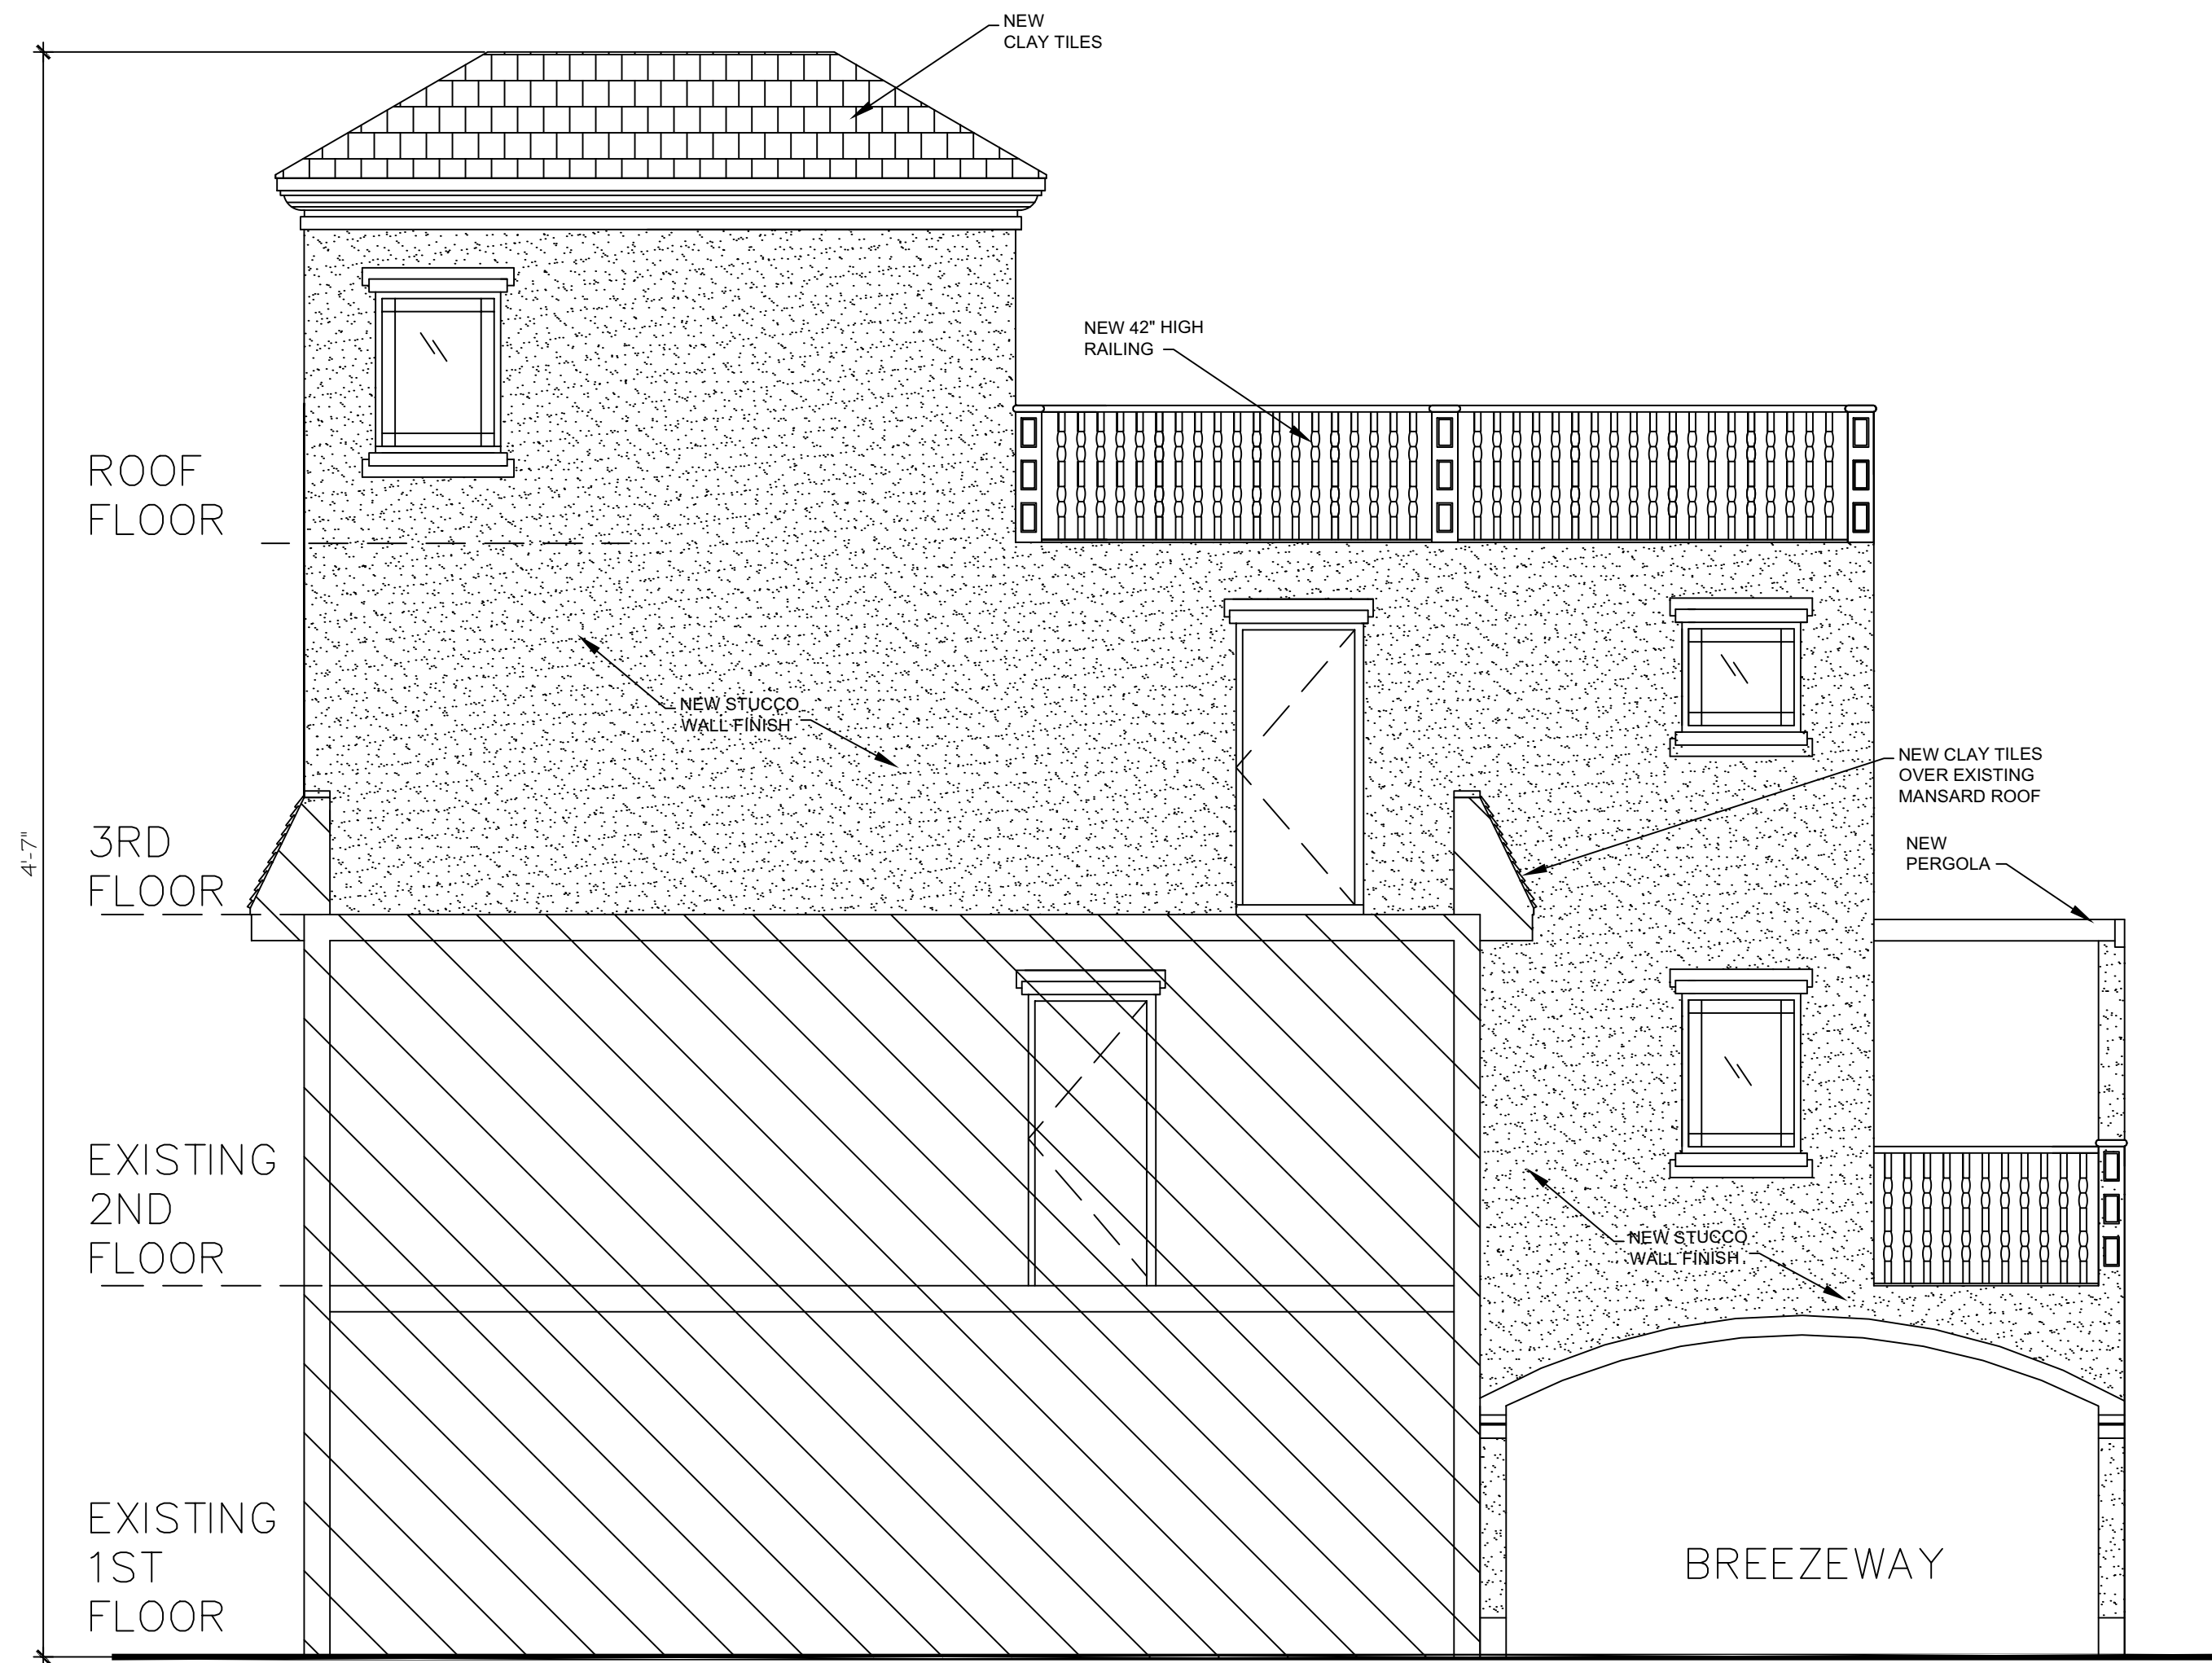 NEW
CLAY TILES
NEW 42" HIGH
RAILING
ROOF
FLOOR
NEW STUCCO
WALL FINISH
NEW CLAY TILES
OVER EXISTING
MANSARD ROOF
3RD
FLOOR
4'-7"
NEW
PERGOLA
EXISTING
2ND
FLOOR
NEW STUCCO
WALL FINISH
EXISTING
1ST
FLOOR
BREEZEWAY